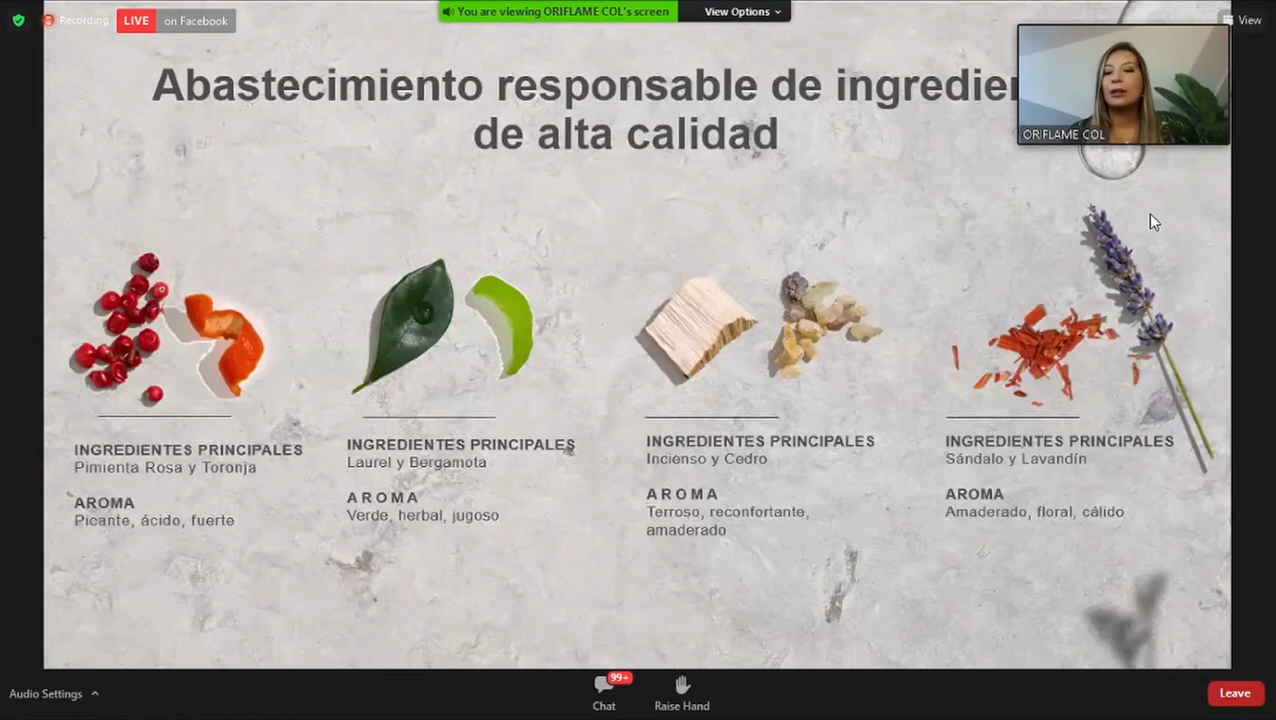 Recording
LIVE on Facebook
You are viewing ORIFLAME COL's screen
View Options
View
Abastecimiento responsable de ingredien
de alta calidad
ORIFLAME COL
INGREDIENTES PRINCIPALES
Pimienta Rosa y Toronja
AROMA
Picante, ácido, fuerte
INGREDIENTES PRINCIPALES
Laurel y Bergamota
AROMA
Verde, herbal, jugoso
INGREDIENTES PRINCIPALES
Incienso y Cedro
AROMA
Terroso, reconfortante,
amaderado
INGREDIENTES PRINCIPALES
Sándalo y Lavandín
AROMA
Amaderado, floral, cálido
Audio Settings
99+
Chat
Raise Hand
Leave